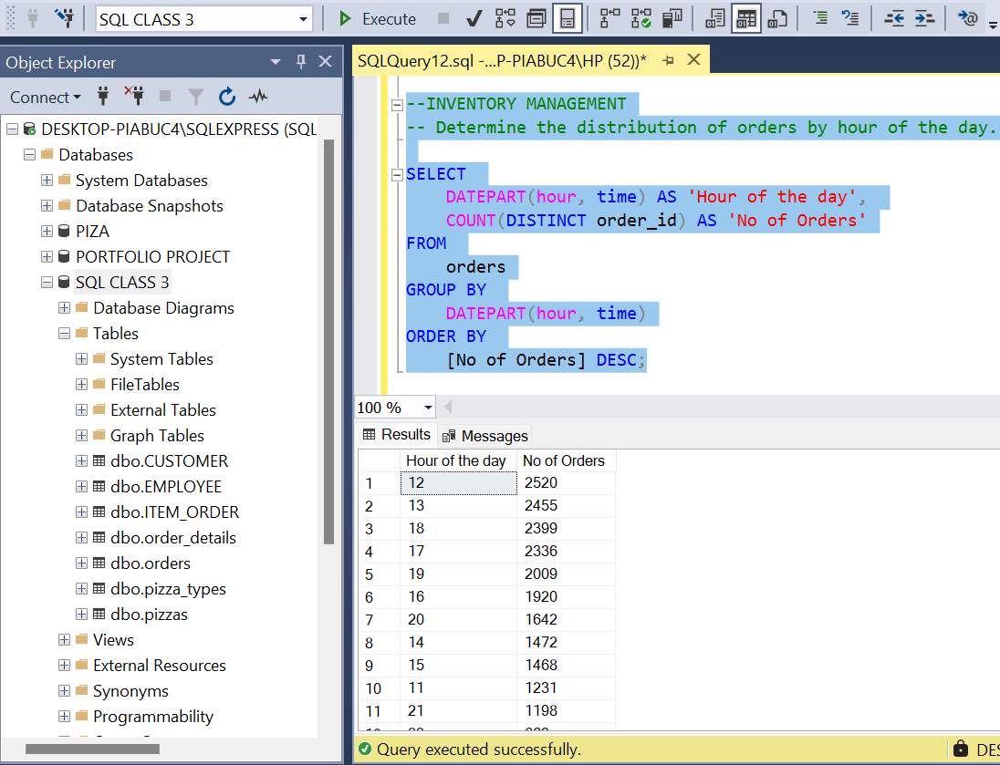 SQL CLASS 3
Execute
Object Explorer
Connect
DESKTOP-PIABUC4\SQLEXPRESS (SQL
Databases
System Databases
Database Snapshots
PIZA
PORTFOLIO PROJECT
SQL CLASS 3
Database Diagrams
Tables
System Tables
FileTables
External Tables
Graph Tables
dbo.CUSTOMER
dbo.EMPLOYEE
dbo.ITEM_ORDER
dbo.order_details
dbo.orders
dbo.pizza_types
dbo.pizzas
Views
External Resources
Synonyms
Programmability
SQLQuery12.sql -...P-PIABUC4\HP (52))*
--INVENTORY MANAGEMENT
-- Determine the distribution of orders by hour of the day.
SELECT
DATEPART(hour, time) AS 'Hour of the day',
COUNT(DISTINCT order_id) AS 'No of Orders'
FROM
orders
GROUP BY
DATEPART(hour, time)
ORDER BY
[No of Orders] DESC;
100 %
Results Messages
Hour of the day No of Orders
1 12 2520
2 13 2455
3 18 2399
4 17 2336
5 19 2009
6 16 1920
7 20 1642
8 14 1472
9 15 1468
10 11 1231
11 21 1198
Query executed successfully.
DES